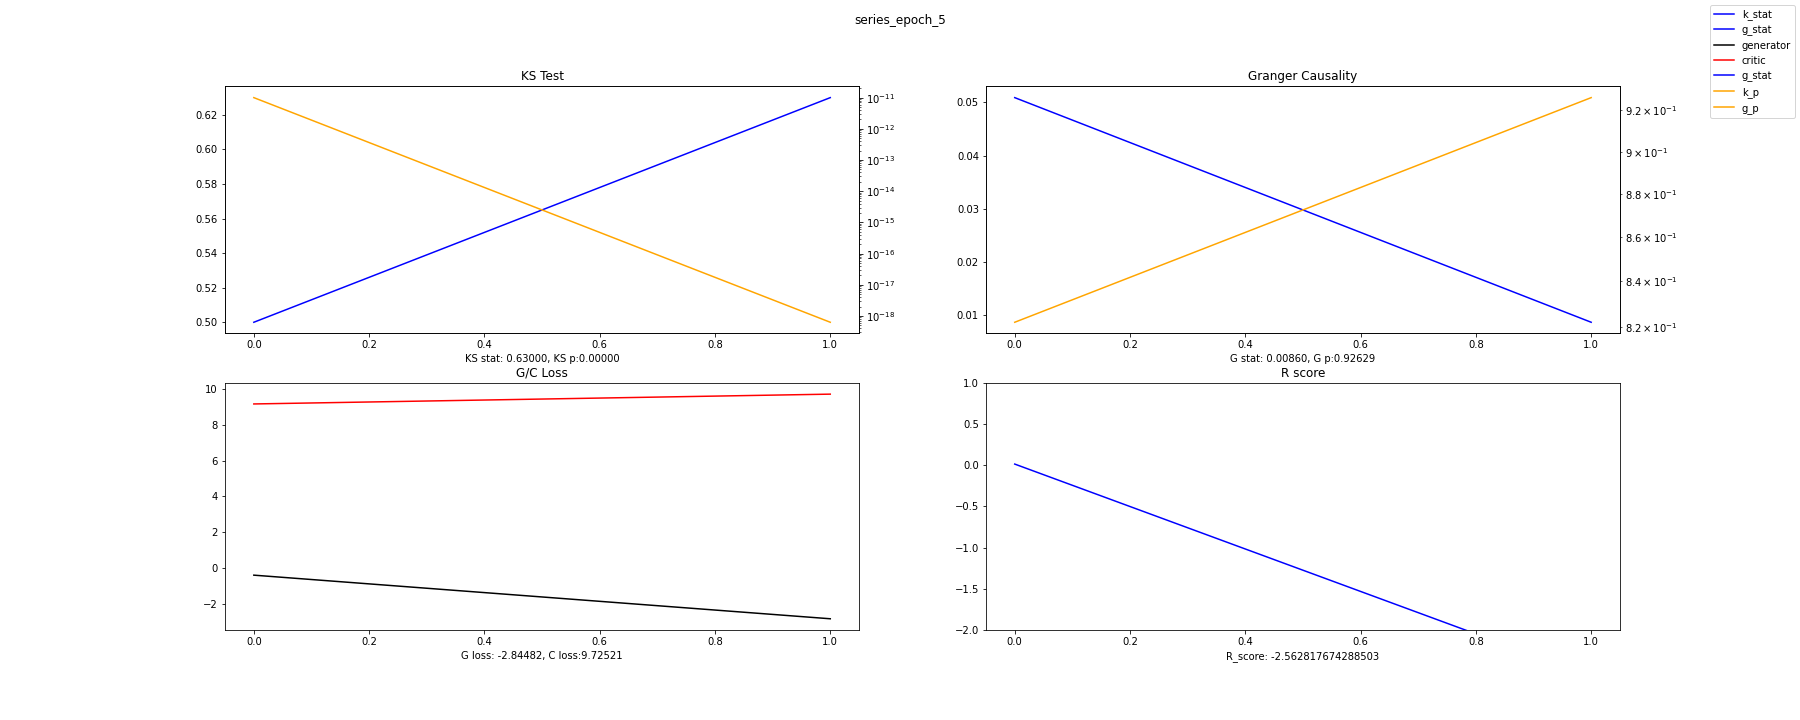 series_epoch_5
k_stat
g_stat
generator
critic
g_stat
k_p
g_p
KS Test
0.62
0.60
0.58
0.56
0.54
0.52
0.50
10⁻¹¹
10⁻¹²
10⁻¹³
10⁻¹⁴
10⁻¹⁵
10⁻¹⁶
10⁻¹⁷
10⁻¹⁸
0.0 0.2 0.4 0.6 0.8 1.0
KS stat: 0.63000, KS p:0.00000
Granger Causality
0.05
0.04
0.03
0.02
0.01
9.2 × 10⁻¹
9 × 10⁻¹
8.8 × 10⁻¹
8.6 × 10⁻¹
8.4 × 10⁻¹
8.2 × 10⁻¹
0.0 0.2 0.4 0.6 0.8 1.0
G stat: 0.00860, G p:0.92629
G/C Loss
10
8
6
4
2
0
−2
0.0 0.2 0.4 0.6 0.8 1.0
G loss: -2.84482, C loss:9.72521
R score
1.0
0.5
0.0
−0.5
−1.0
−1.5
−2.0
0.0 0.2 0.4 0.6 0.8 1.0
R_score: -2.562817674288503